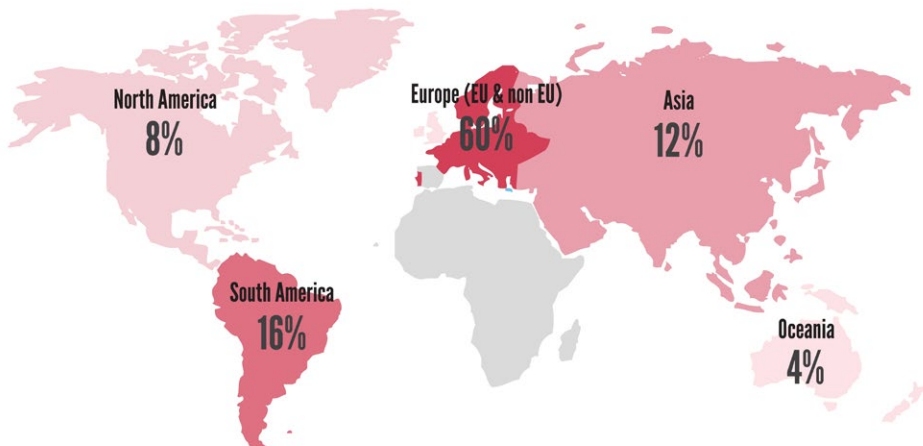 North America
8%
Europe (EU & non EU)
60%
Asia
12%
South America
16%
Oceania
4%